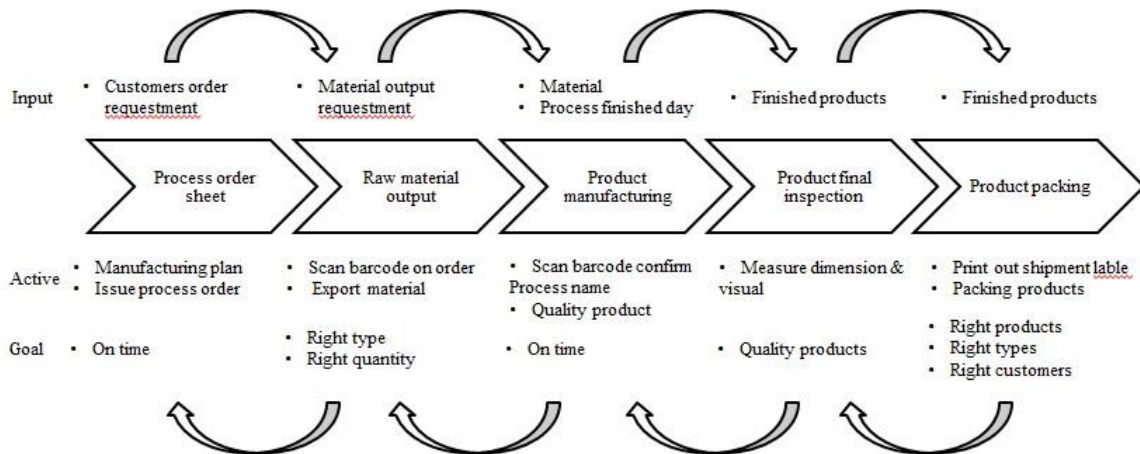 Input
• Customers order
requestment
• Material output
requestment
• Material
• Process finished day
• Finished products
• Finished products
Process order
sheet
Raw material
output
Product
manufacturing
Product final
inspection
Product packing
Active
• Manufacturing plan
• Issue process order
• Scan barcode on order
• Export material
• Scan barcode confirm
Process name
• Quality product
• Measure dimension &
visual
• Print out shipment lable
• Packing products
Goal
• On time
• Right type
• Right quantity
• On time
• Quality products
• Right products
• Right types
• Right customers